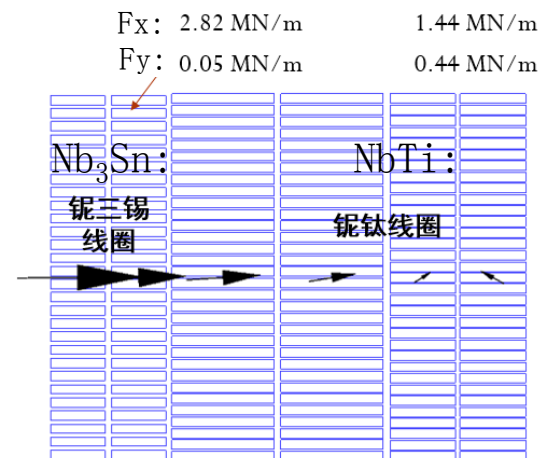 Fx: 2.82 MN/m 1.44 MN/m
Fy: 0.05 MN/m 0.44 MN/m
Nb₃Sn: NbTi:
铌三锡
线圈
铌钛线圈